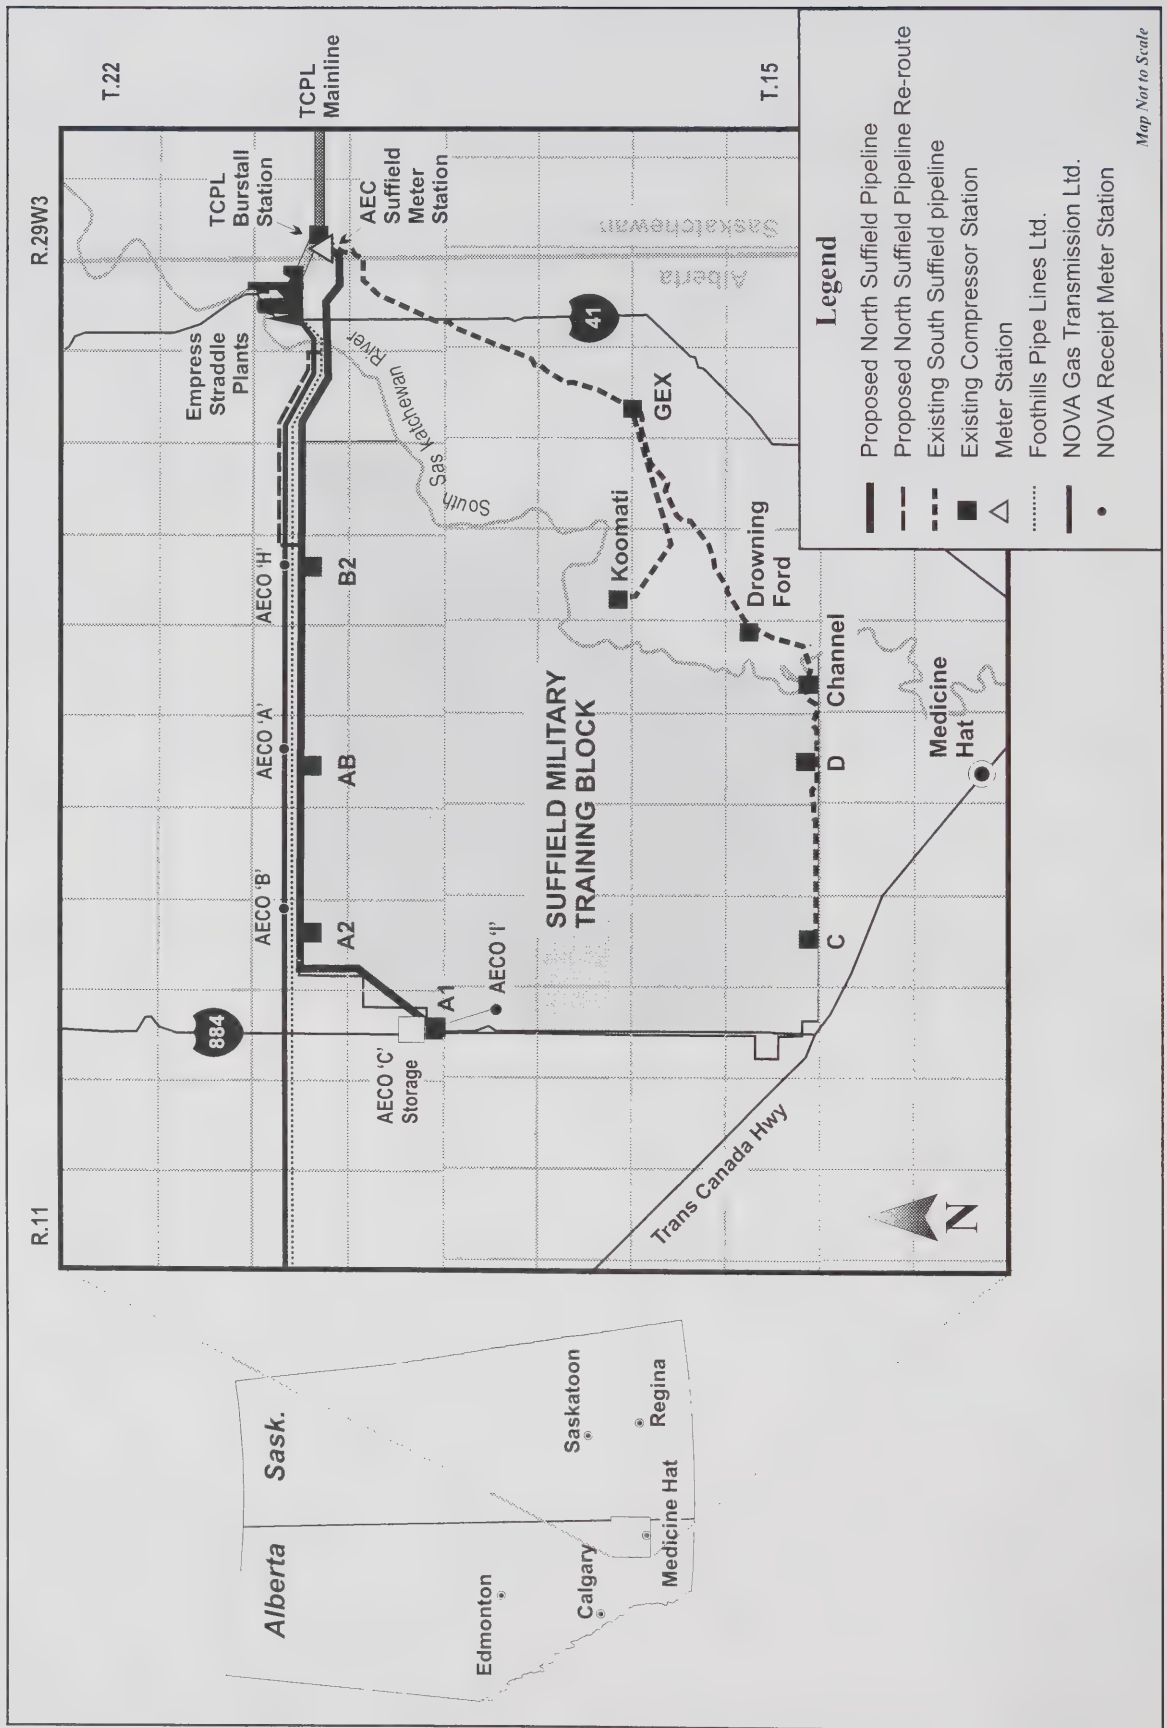 R.11
R.29W3
T.22
T.15
TCPL
Mainline
TCPL
Burstall
Station
AEC
Suffield
Meter
Station
Empress
Straddle
Plants
AECO 'B'
AECO 'A'
AECO 'H'
884
A2
AB
B2
A1
AECO 'C'
Storage
AECO 'I'
South Saskatchewan River
Alberta
Saskatchewan
41
GEX
Koomati
Drowning
Ford
Channel
D
C
SUFFIELD MILITARY
TRAINING BLOCK
Medicine
Hat
Trans Canada Hwy
N
Alberta
Sask.
Edmonton
Calgary
Saskatoon
Regina
Medicine Hat
Legend
Proposed North Suffield Pipeline
Proposed North Suffield Pipeline Re-route
Existing South Suffield pipeline
Existing Compressor Station
Meter Station
Foothills Pipe Lines Ltd.
NOVA Gas Transmission Ltd.
NOVA Receipt Meter Station
Map Not to Scale